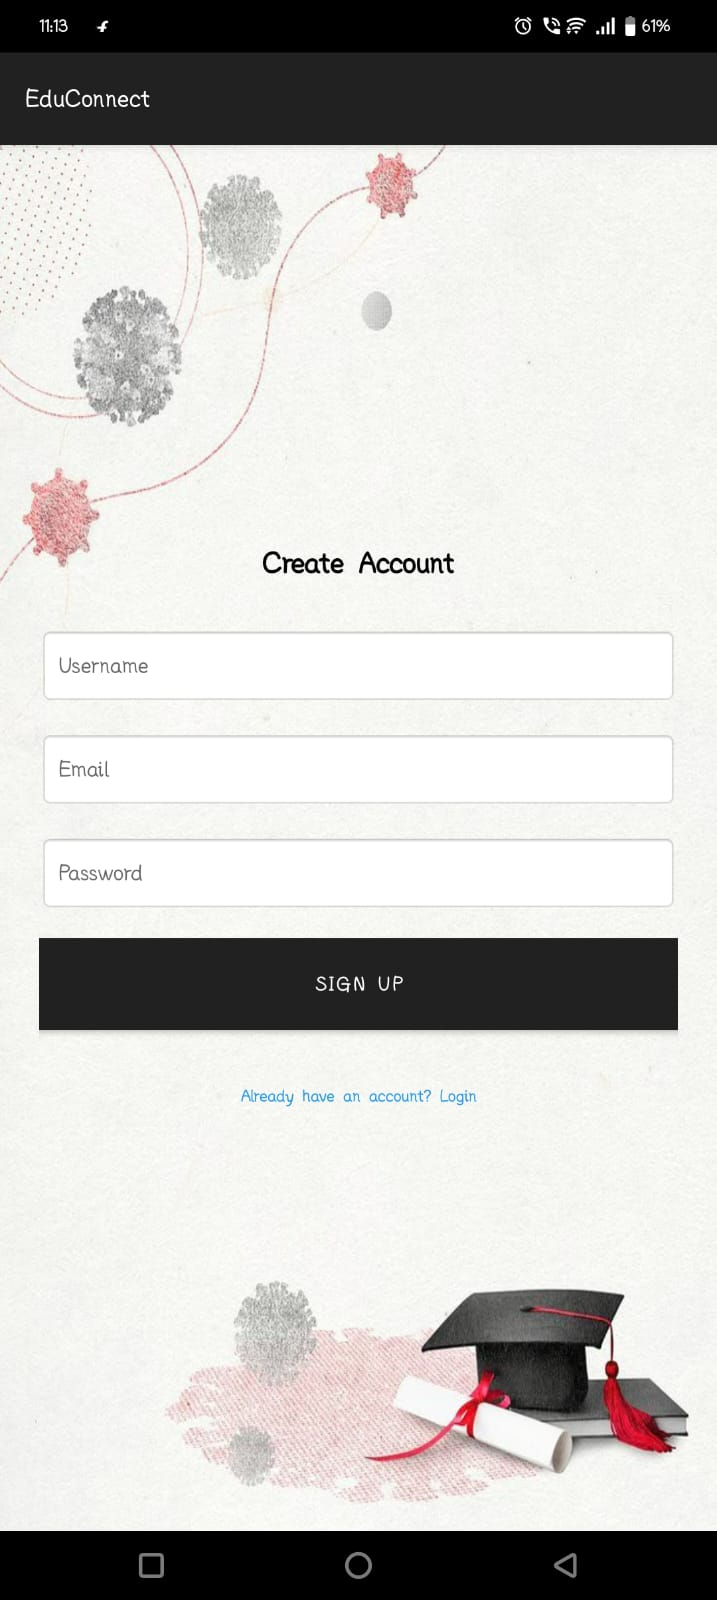 11:13
61%
EduConnect
Create Account
Username
Email
Password
SIGN UP
Already have an account? Login